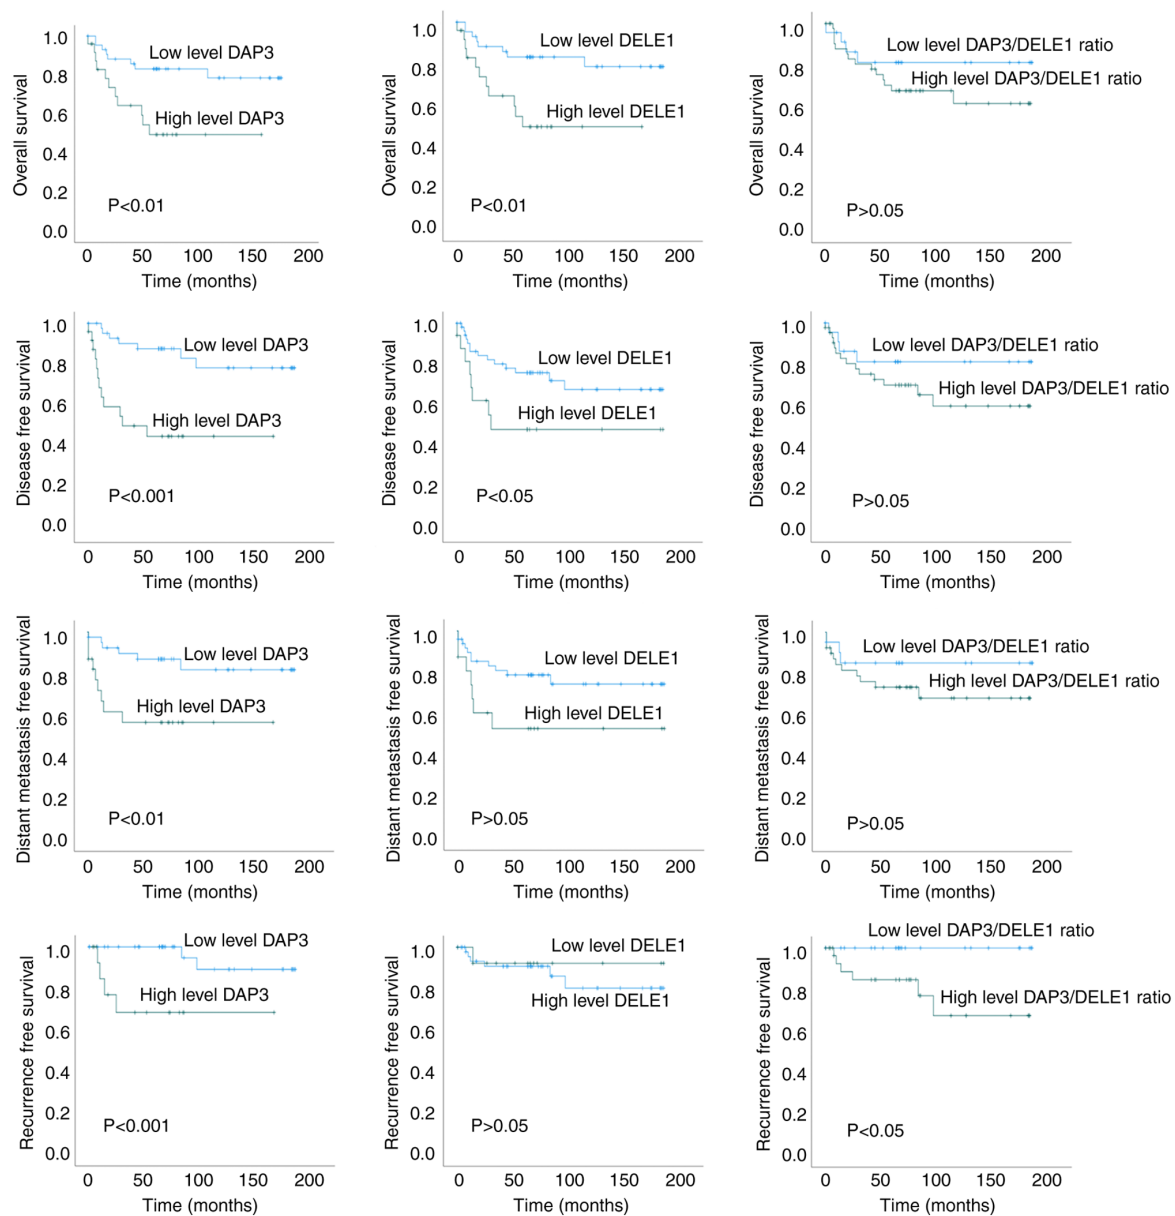 Overall survival
1.0
0.8
0.6
0.4
0.2
0.0
Low level DAP3
High level DAP3
P<0.01
0 50 100 150 200
Time (months)
Overall survival
1.0
0.8
0.6
0.4
0.2
0.0
Low level DELE1
High level DELE1
P<0.01
0 50 100 150 200
Time (months)
Overall survival
1.0
0.8
0.6
0.4
0.2
0.0
Low level DAP3/DELE1 ratio
High level DAP3/DELE1 ratio
P>0.05
0 50 100 150 200
Time (months)
Disease free survival
1.0
0.8
0.6
0.4
0.2
0.0
Low level DAP3
High level DAP3
P<0.001
0 50 100 150 200
Time (months)
Disease free survival
1.0
0.8
0.6
0.4
0.2
0.0
Low level DELE1
High level DELE1
P<0.05
0 50 100 150 200
Time (months)
Disease free survival
1.0
0.8
0.6
0.4
0.2
0.0
Low level DAP3/DELE1 ratio
High level DAP3/DELE1 ratio
P>0.05
0 50 100 150 200
Time (months)
Distant metastasis free survival
1.0
0.8
0.6
0.4
0.2
0.0
Low level DAP3
High level DAP3
P<0.01
0 50 100 150 200
Time (months)
Distant metastasis free survival
1.0
0.8
0.6
0.4
0.2
0.0
Low level DELE1
High level DELE1
P>0.05
0 50 100 150 200
Time (months)
Distant metastasis free survival
1.0
0.8
0.6
0.4
0.2
0.0
Low level DAP3/DELE1 ratio
High level DAP3/DELE1 ratio
P>0.05
0 50 100 150 200
Time (months)
Recurrence free survival
1.0
0.8
0.6
0.4
0.2
0.0
Low level DAP3
High level DAP3
P<0.001
0 50 100 150 200
Time (months)
Recurrence free survival
1.0
0.8
0.6
0.4
0.2
0.0
Low level DELE1
High level DELE1
P>0.05
0 50 100 150 200
Time (months)
Recurrence free survival
1.0
0.8
0.6
0.4
0.2
0.0
Low level DAP3/DELE1 ratio
High level DAP3/DELE1 ratio
P<0.05
0 50 100 150 200
Time (months)